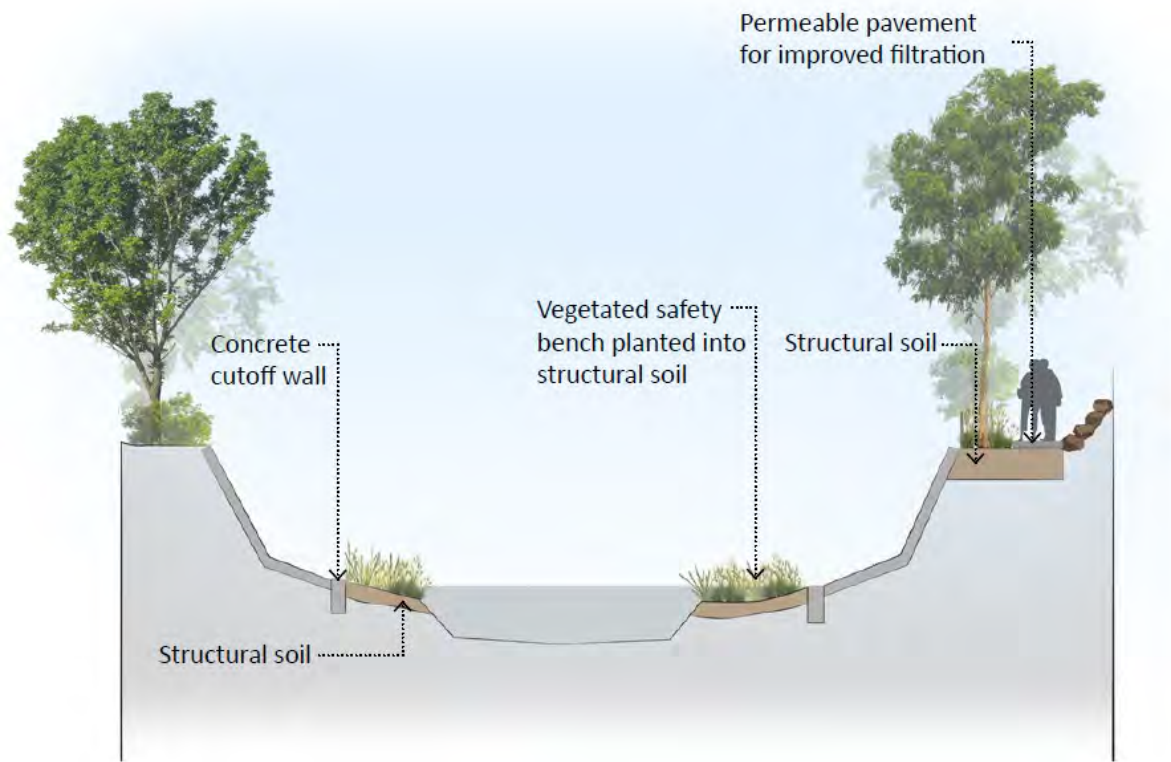 Permeable pavement
for improved filtration
Concrete
cutoff wall
Vegetated safety
bench planted into
structural soil
Structural soil
Structural soil